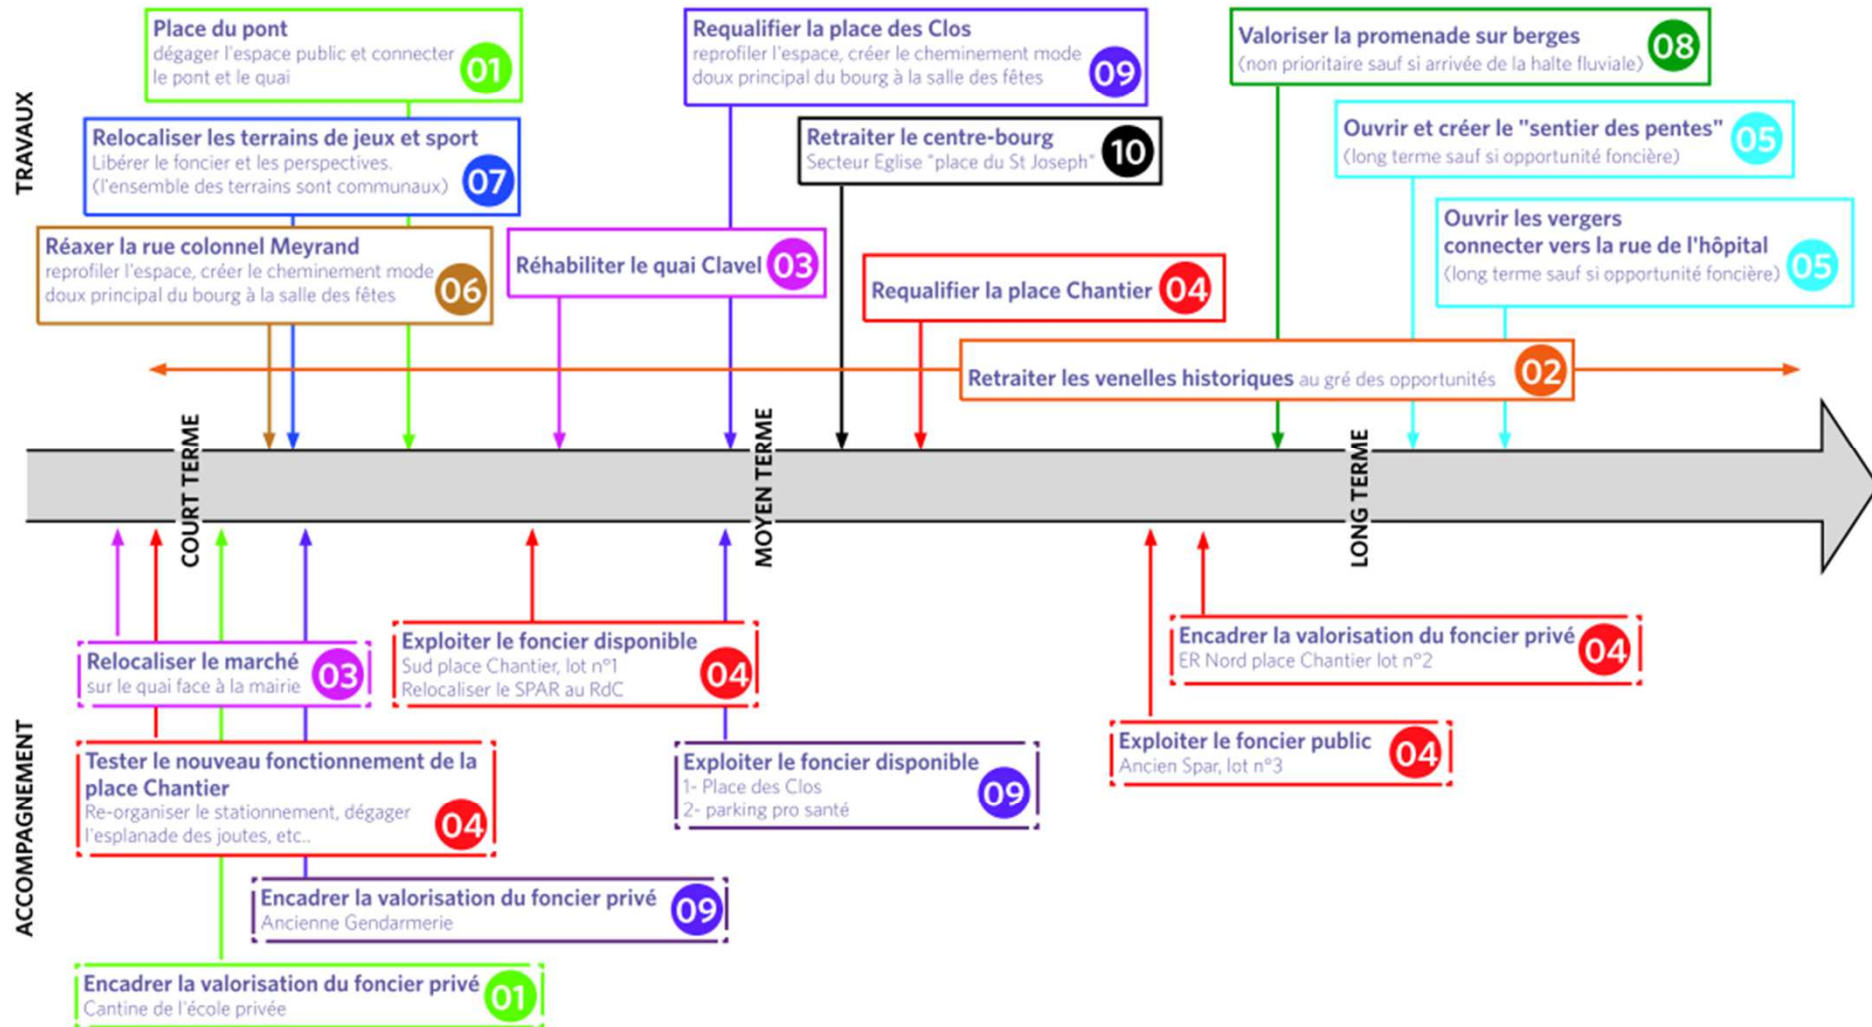 TRAVAUX
Place du pont
dégager l'espace public et connecter
le pont et le quai
01
Relocaliser les terrains de jeux et sport
Libérer le foncier et les perspectives.
(l'ensemble des terrains sont communaux)
07
Réaxer la rue colonnel Meyrand
reprofiler l'espace, créer le cheminement mode
doux principal du bourg à la salle des fêtes
06
Requalifier la place des Clos
reprofiler l'espace, créer le cheminement mode
doux principal du bourg à la salle des fêtes
09
Retraiter le centre-bourg
Secteur Eglise "place du St Joseph"
10
Réhabiliter le quai Clavel
03
Requalifier la place Chantier
04
Valoriser la promenade sur berges
(non prioritaire sauf si arrivée de la halte fluviale)
08
Ouvrir et créer le "sentier des pentes"
(long terme sauf si opportunité foncière)
05
Ouvrir les vergers
connecter vers la rue de l'hôpital
(long terme sauf si opportunité foncière)
05
Retraiter les venelles historiques au gré des opportunités
02
COURT TERME
MOYEN TERME
LONG TERME
ACCOMPAGNEMENT
Relocaliser le marché
sur le quai face à la mairie
03
Tester le nouveau fonctionnement de la
place Chantier
Re-organiser le stationnement, dégager
l'esplanade des joutes, etc..
04
Encadrer la valorisation du foncier privé
Ancienne Gendarmerie
09
Encadrer la valorisation du foncier privé
Cantine de l'école privée
01
Exploiter le foncier disponible
Sud place Chantier, lot n°1
Relocaliser le SPAR au RdC
04
Exploiter le foncier disponible
1- Place des Clos
2- parking pro santé
09
Encadrer la valorisation du foncier privé
ER Nord place Chantier lot n°2
04
Exploiter le foncier public
Ancien Spar, lot n°3
04